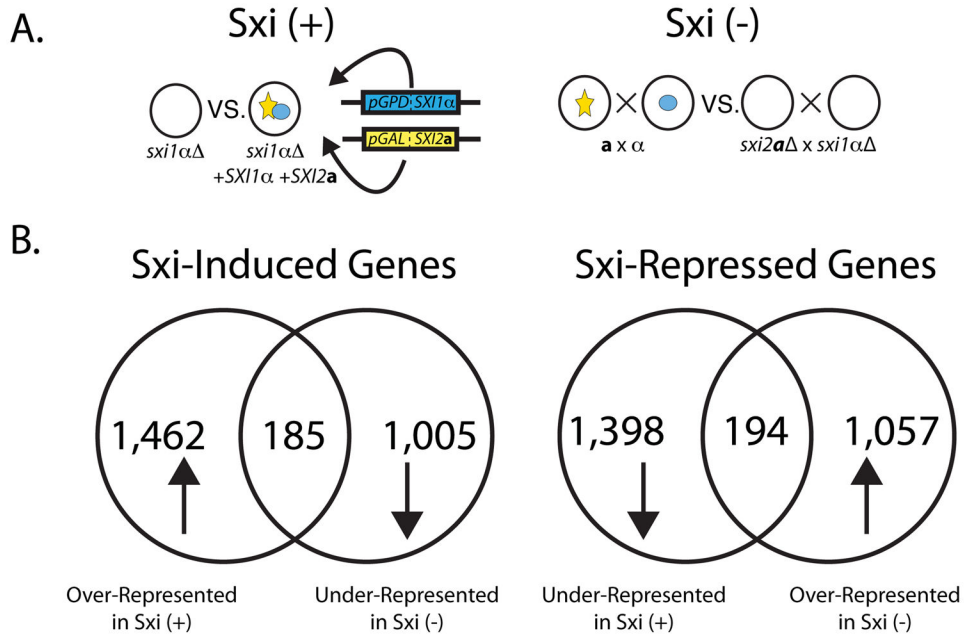 A.
Sxi (+)
Sxi (-)
VS.
pGPD SXI1α
pGAL SXI2a
sxi1αΔ
sxi1αΔ
+SXI1α +SXI2a
× VS. ×
a x α
sxi2aΔ x sxi1αΔ
B.
Sxi-Induced Genes
Sxi-Repressed Genes
1,462
185
1,005
1,398
194
1,057
Over-Represented
in Sxi (+)
Under-Represented
in Sxi (-)
Under-Represented
in Sxi (+)
Over-Represented
in Sxi (-)